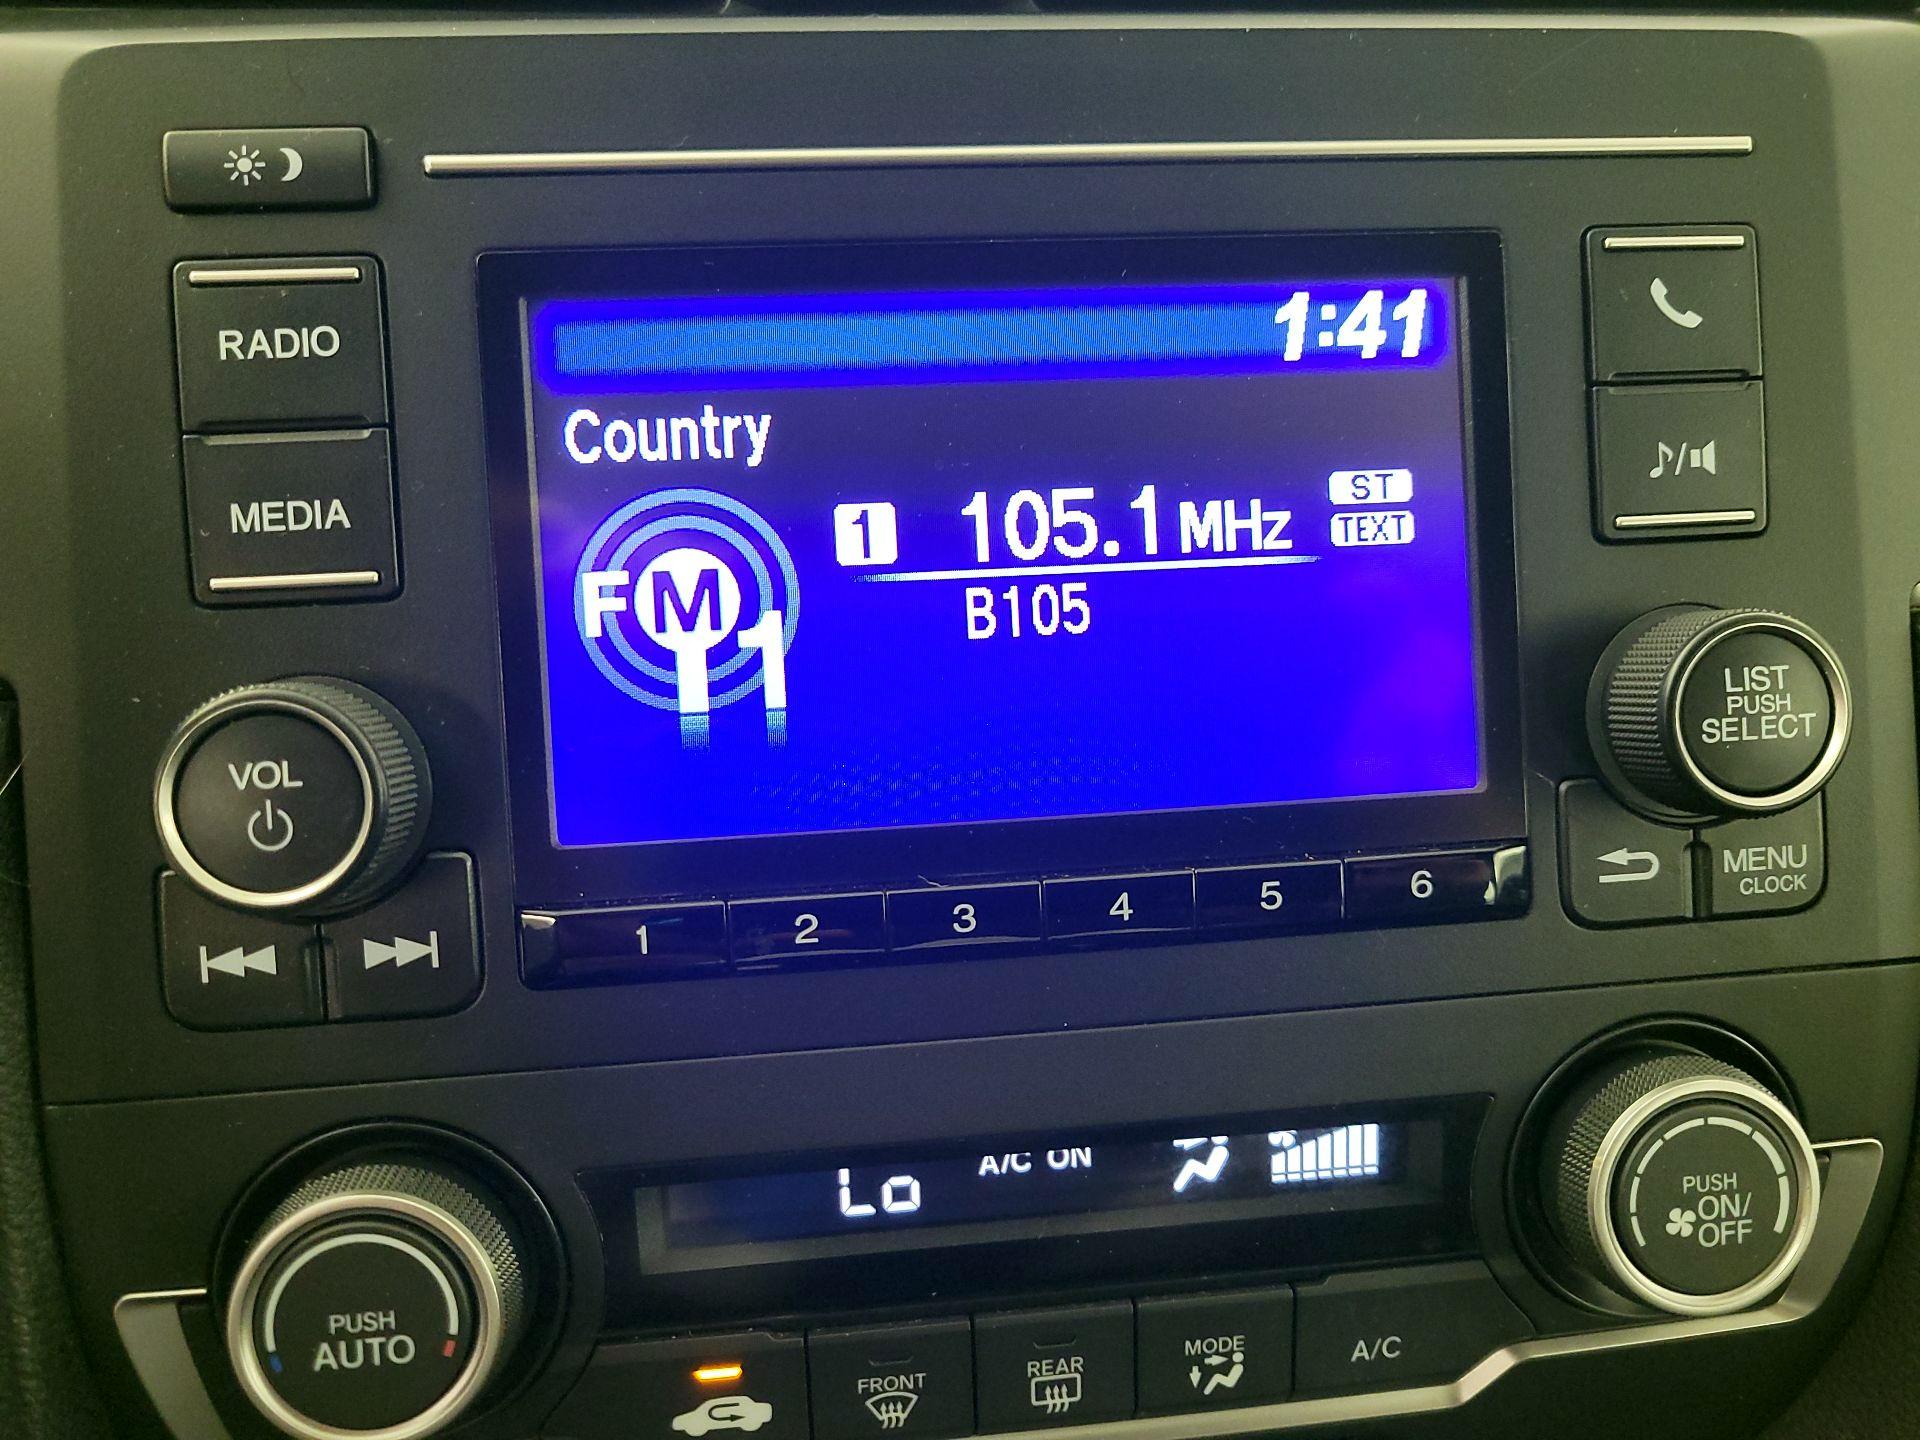 1:41
RADIO
Country
MEDIA
1 105.1 MHz ST
TEXT
FM
1
B105
VOL
LIST
PUSH
SELECT
1 2 3 4 5 6
MENU
CLOCK
Lo A/C ON
PUSH
ON/
OFF
PUSH
AUTO
FRONT
REAR
MODE
A/C